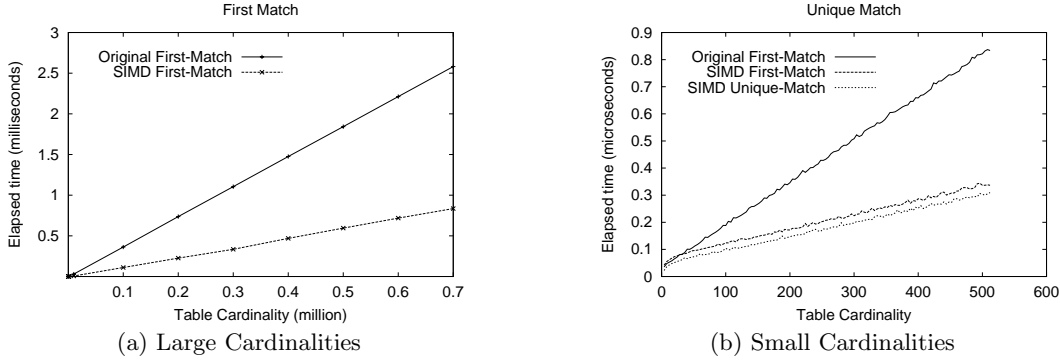 First Match
Elapsed time (milliseconds)
3
2.5
2
1.5
1
0.5
Original First-Match
SIMD First-Match
0.1 0.2 0.3 0.4 0.5 0.6 0.7
Table Cardinality (million)
(a) Large Cardinalities
Unique Match
Elapsed time (microseconds)
0.9
0.8
0.7
0.6
0.5
0.4
0.3
0.2
0.1
0
Original First-Match
SIMD First-Match
SIMD Unique-Match
0 100 200 300 400 500 600
Table Cardinality
(b) Small Cardinalities